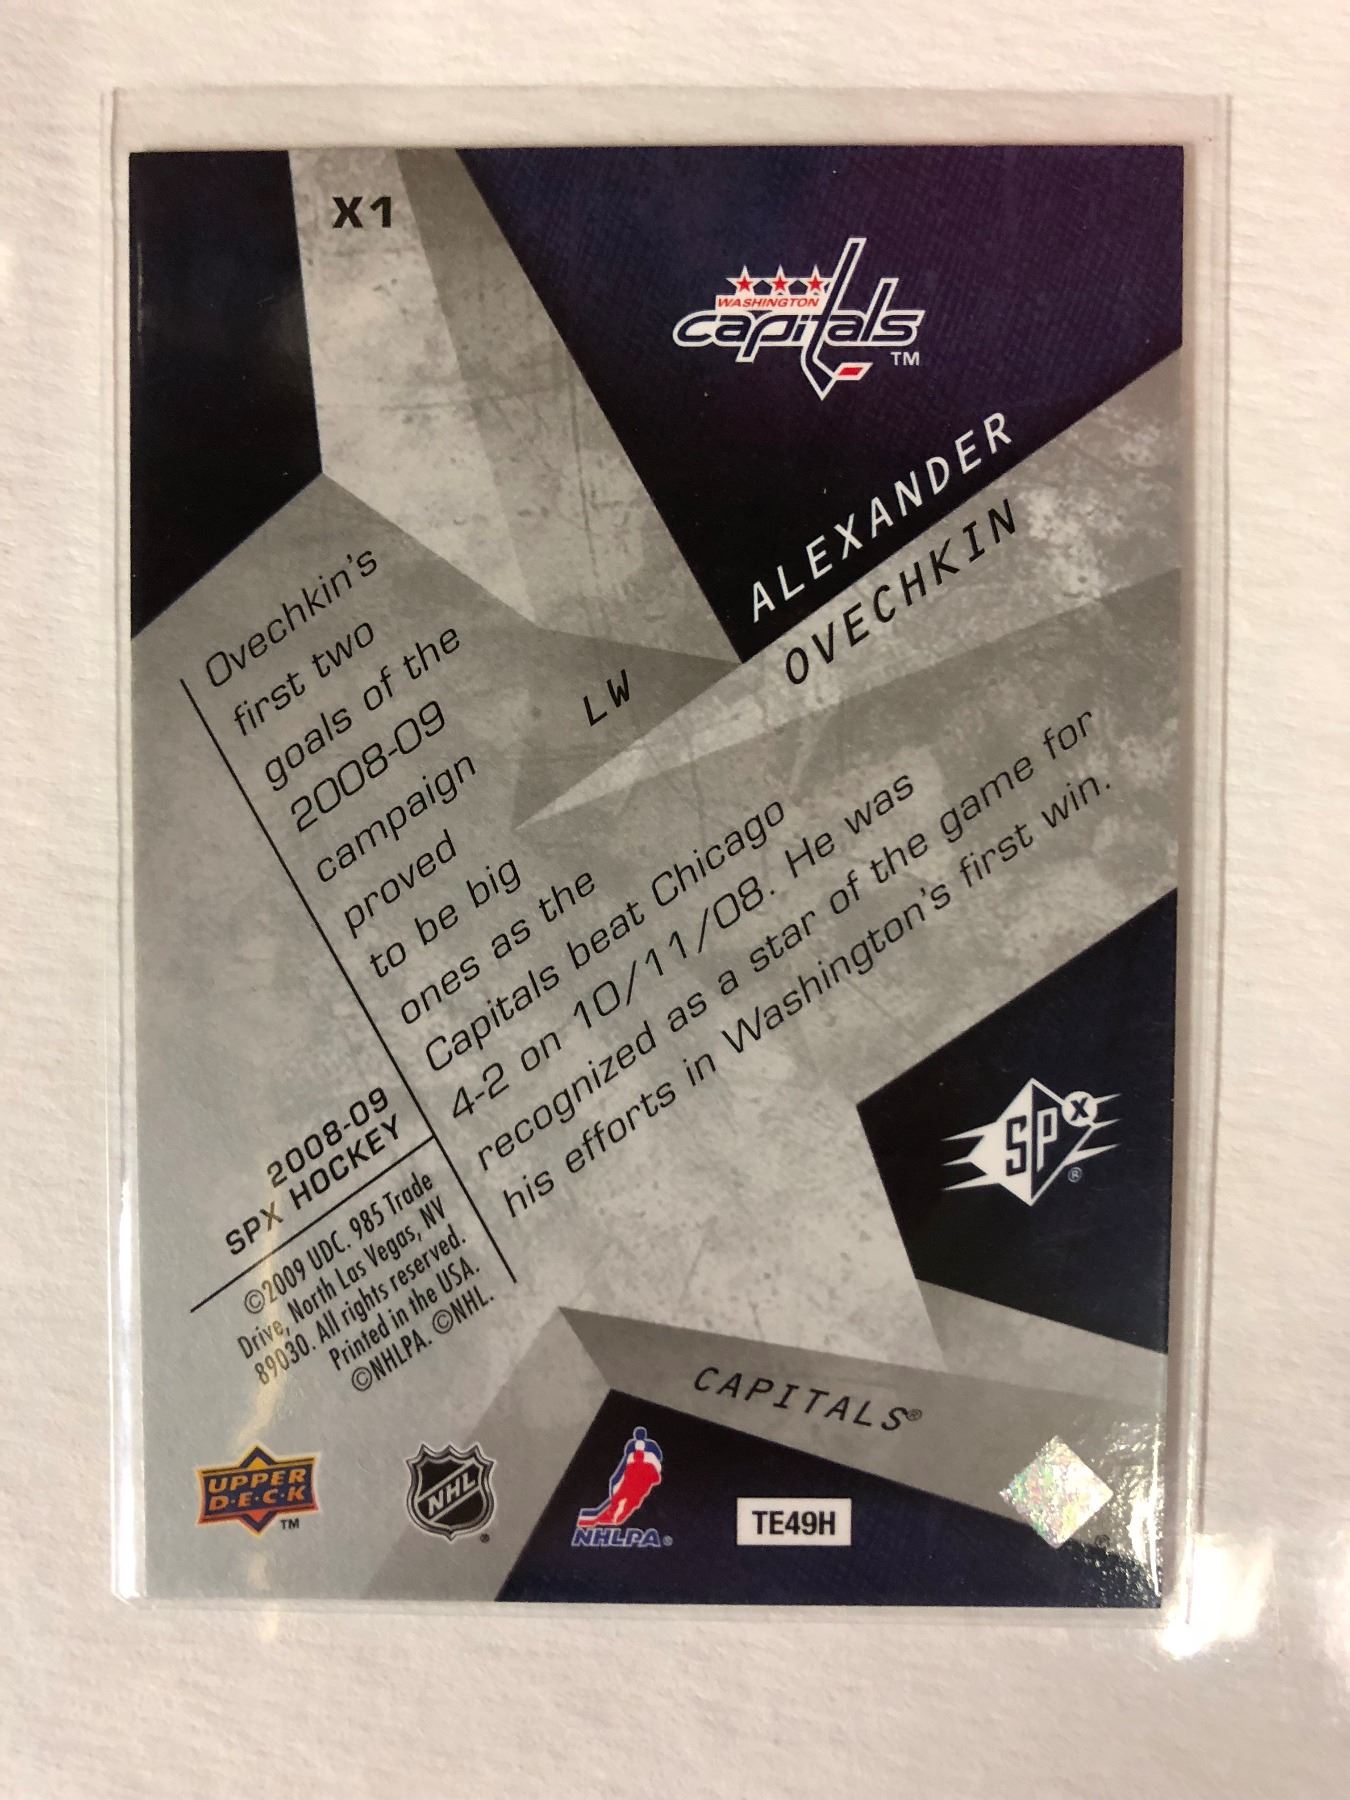 X1
WASHINGTON
capitals
TM
ALEXANDER
OVECHKIN
LW
Ovechkin's
first two
goals of the
2008-09
campaign
proved
to be big
ones as the
Capitals beat Chicago
4-2 on 10/11/08. He was
recognized as a star of the game for
his efforts in Washington's first win.
2008-09
SPX HOCKEY
©2009 UDC. 985 Trade
Drive, North Las Vegas, NV
89030. All rights reserved.
Printed in the USA.
©NHLPA. ©NHL.
SPX
®
CAPITALS®
UPPER
D·E·C·K
TM
NHL
®
NHLPA®
TE49H